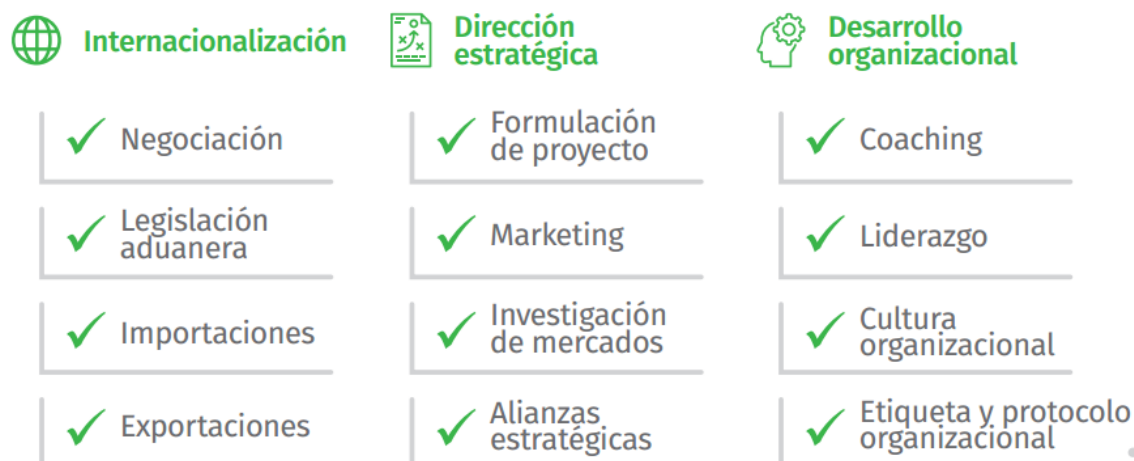 Internacionalización
Negociación
Legislación
aduanera
Importaciones
Exportaciones
Dirección
estratégica
Formulación
de proyecto
Marketing
Investigación
de mercados
Alianzas
estratégicas
Desarrollo
organizacional
Coaching
Liderazgo
Cultura
organizacional
Etiqueta y protocolo
organizacional